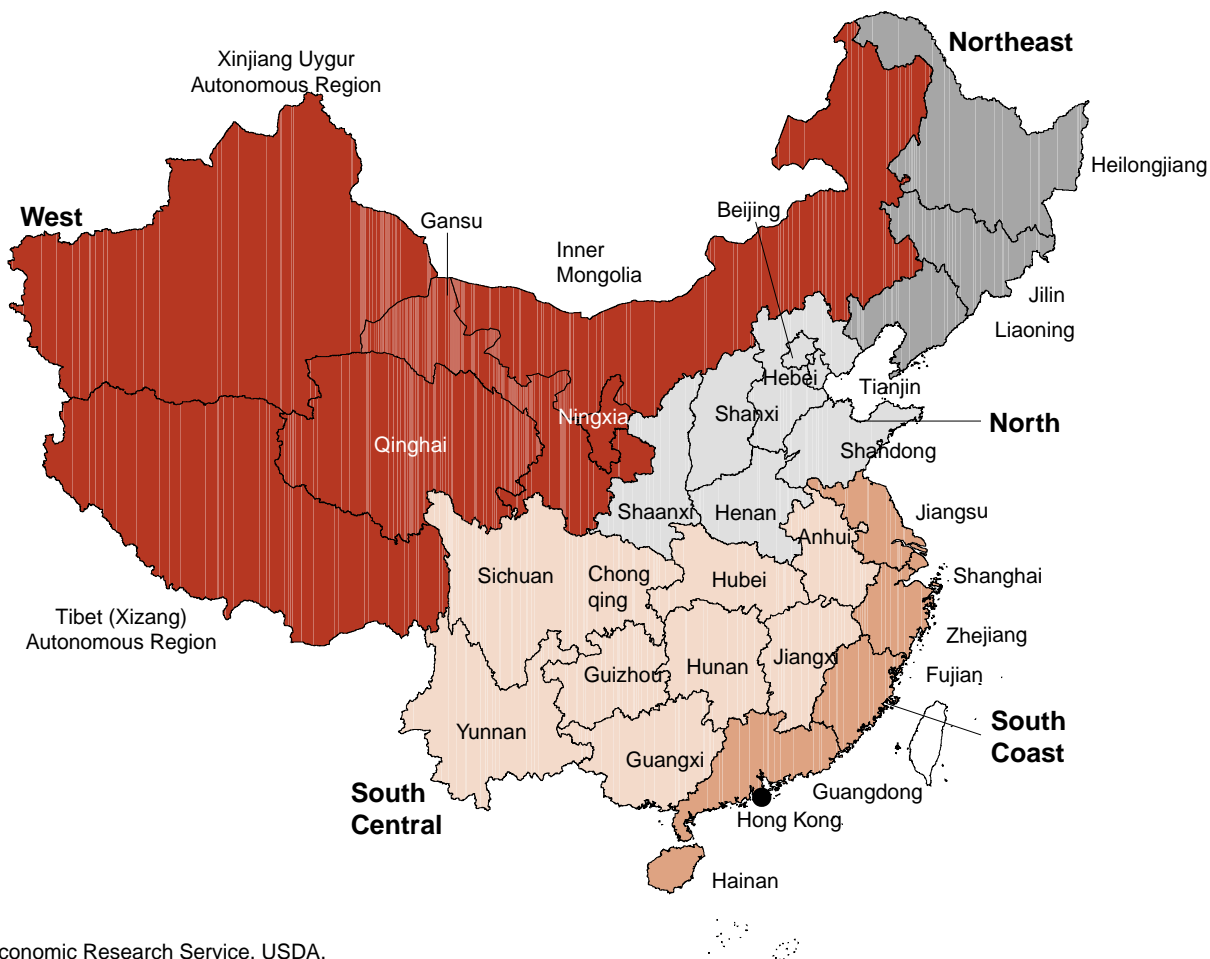 Northeast
Xinjiang Uygur
Autonomous Region
Heilongjiang
West
Gansu
Beijing
Inner
Mongolia
Jilin
Liaoning
Hebei
Tianjin
Ningxia
Shanxi
North
Qinghai
Shandong
Shaanxi
Henan
Jiangsu
Anhui
Sichuan
Chong
qing
Hubei
Shanghai
Tibet (Xizang)
Autonomous Region
Zhejiang
Guizhou
Hunan
Jiangxi
Fujian
Yunnan
South
Coast
Guangxi
South
Central
Guangdong
Hong Kong
Hainan
conomic Research Service, USDA.